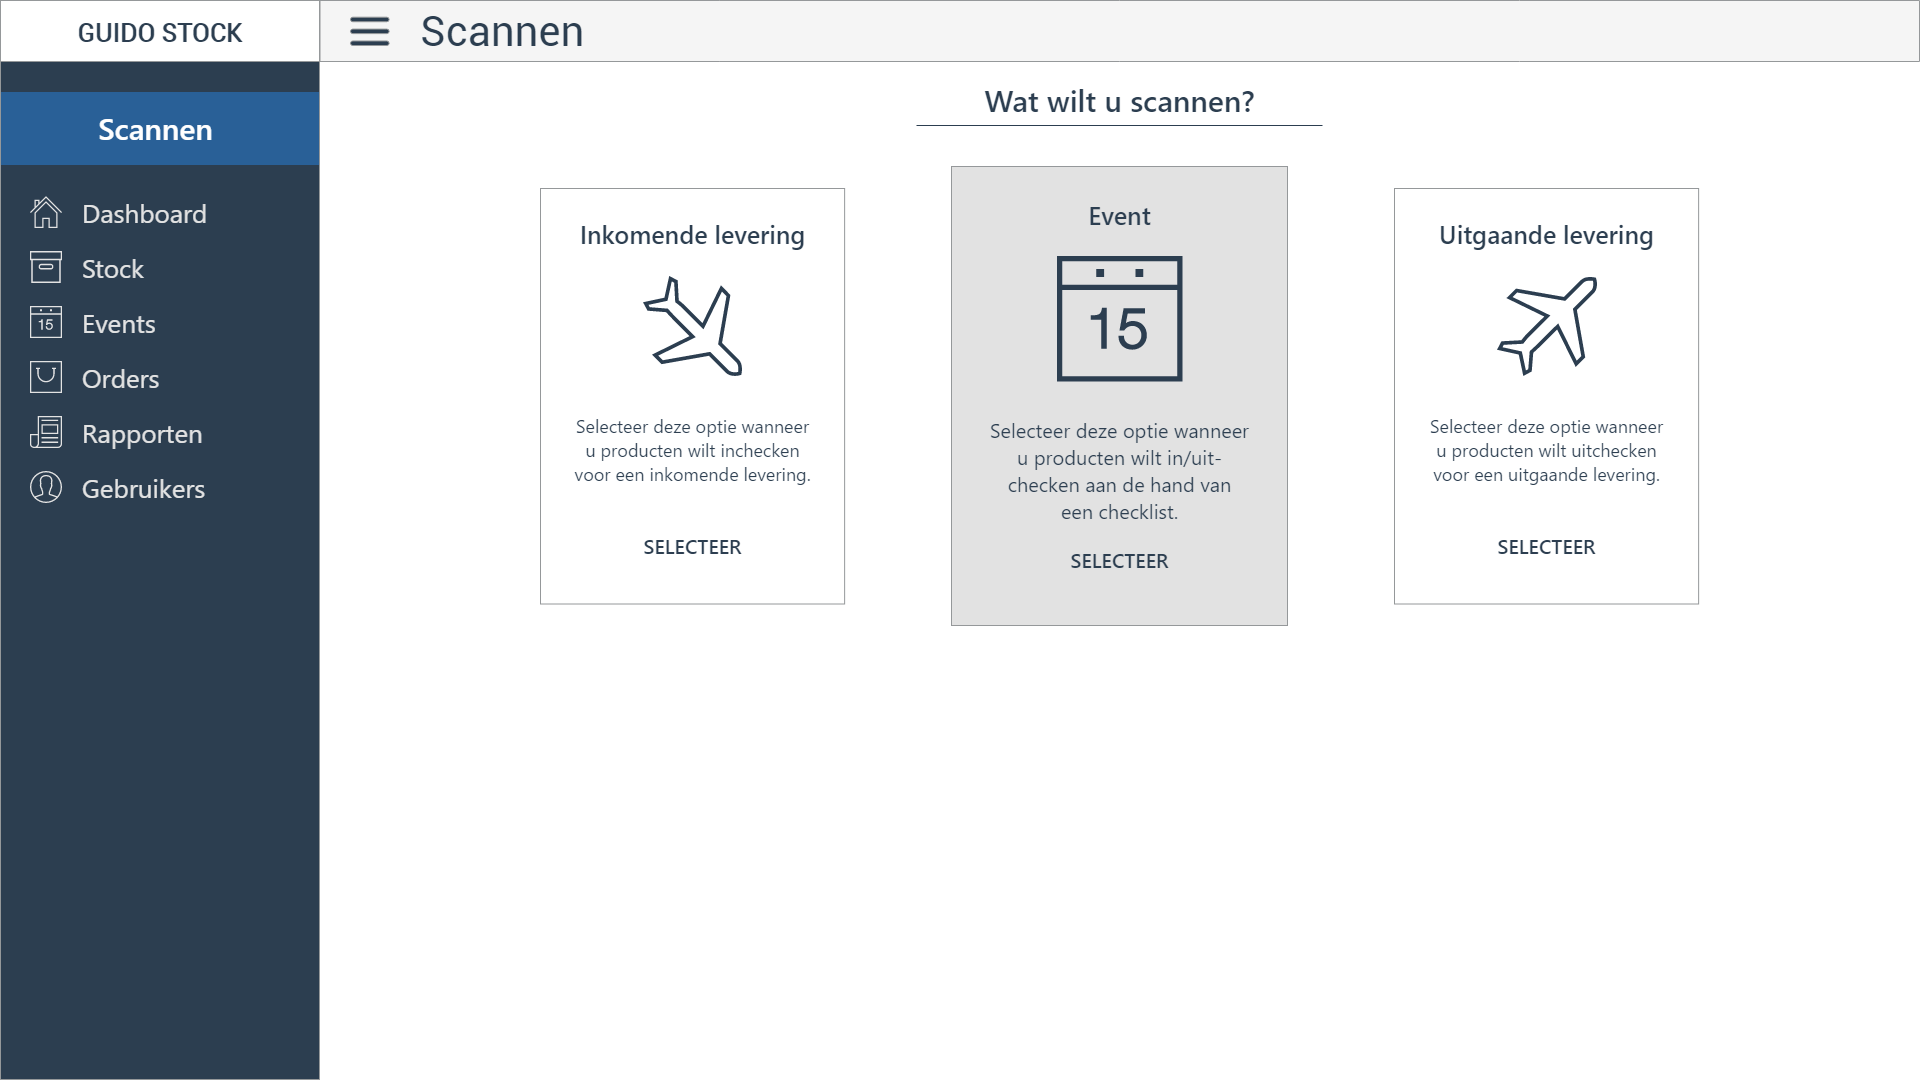 GUIDO STOCK
Scannen
Scannen
Dashboard
Stock
15
Events
Orders
Rapporten
Gebruikers
Wat wilt u scannen?
Inkomende levering
Selecteer deze optie wanneer
u producten wilt inchecken
voor een inkomende levering.
SELECTEER
Event
15
Selecteer deze optie wanneer
u producten wilt in/uit-
checken aan de hand van
een checklist.
SELECTEER
Uitgaande levering
Selecteer deze optie wanneer
u producten wilt uitchecken
voor een uitgaande levering.
SELECTEER